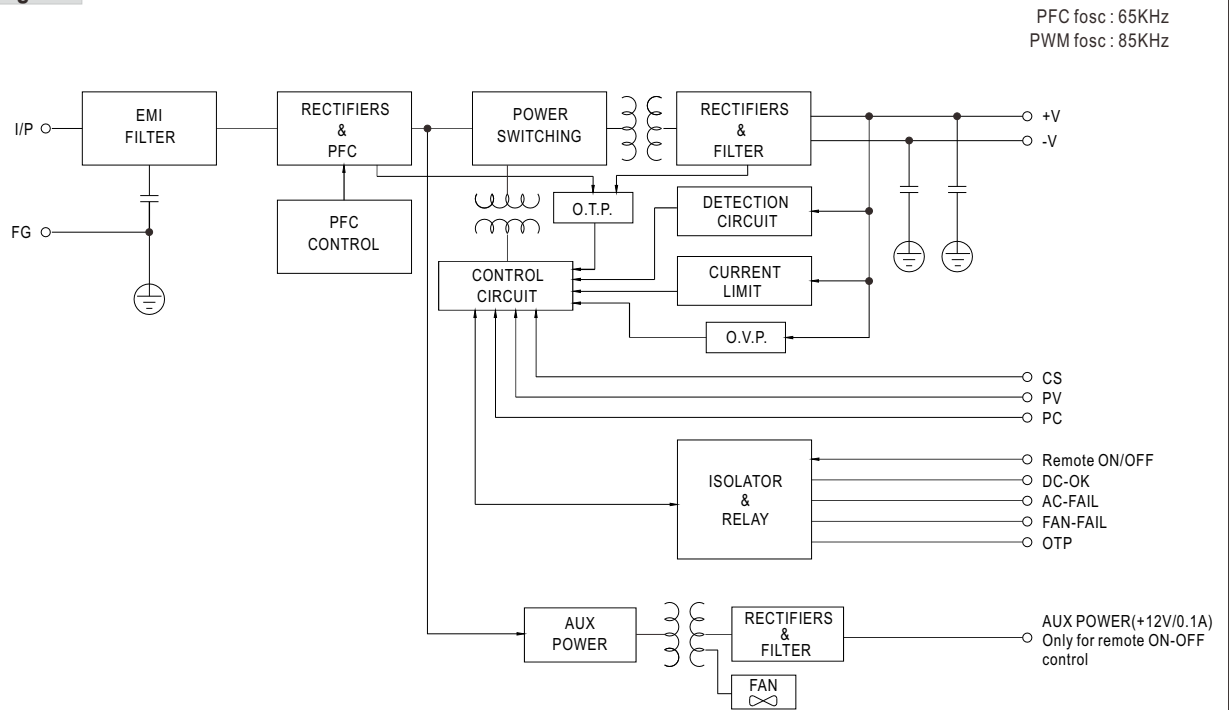 PFC fosc : 65KHz
PWM fosc : 85KHz
I/P
EMI
FILTER
RECTIFIERS
&
PFC
POWER
SWITCHING
RECTIFIERS
&
FILTER
+V
-V
FG
PFC
CONTROL
O.T.P.
DETECTION
CIRCUIT
CONTROL
CIRCUIT
CURRENT
LIMIT
O.V.P.
CS
PV
PC
ISOLATOR
&
RELAY
Remote ON/OFF
DC-OK
AC-FAIL
FAN-FAIL
OTP
AUX
POWER
RECTIFIERS
&
FILTER
FAN
AUX POWER(+12V/0.1A)
Only for remote ON-OFF
control